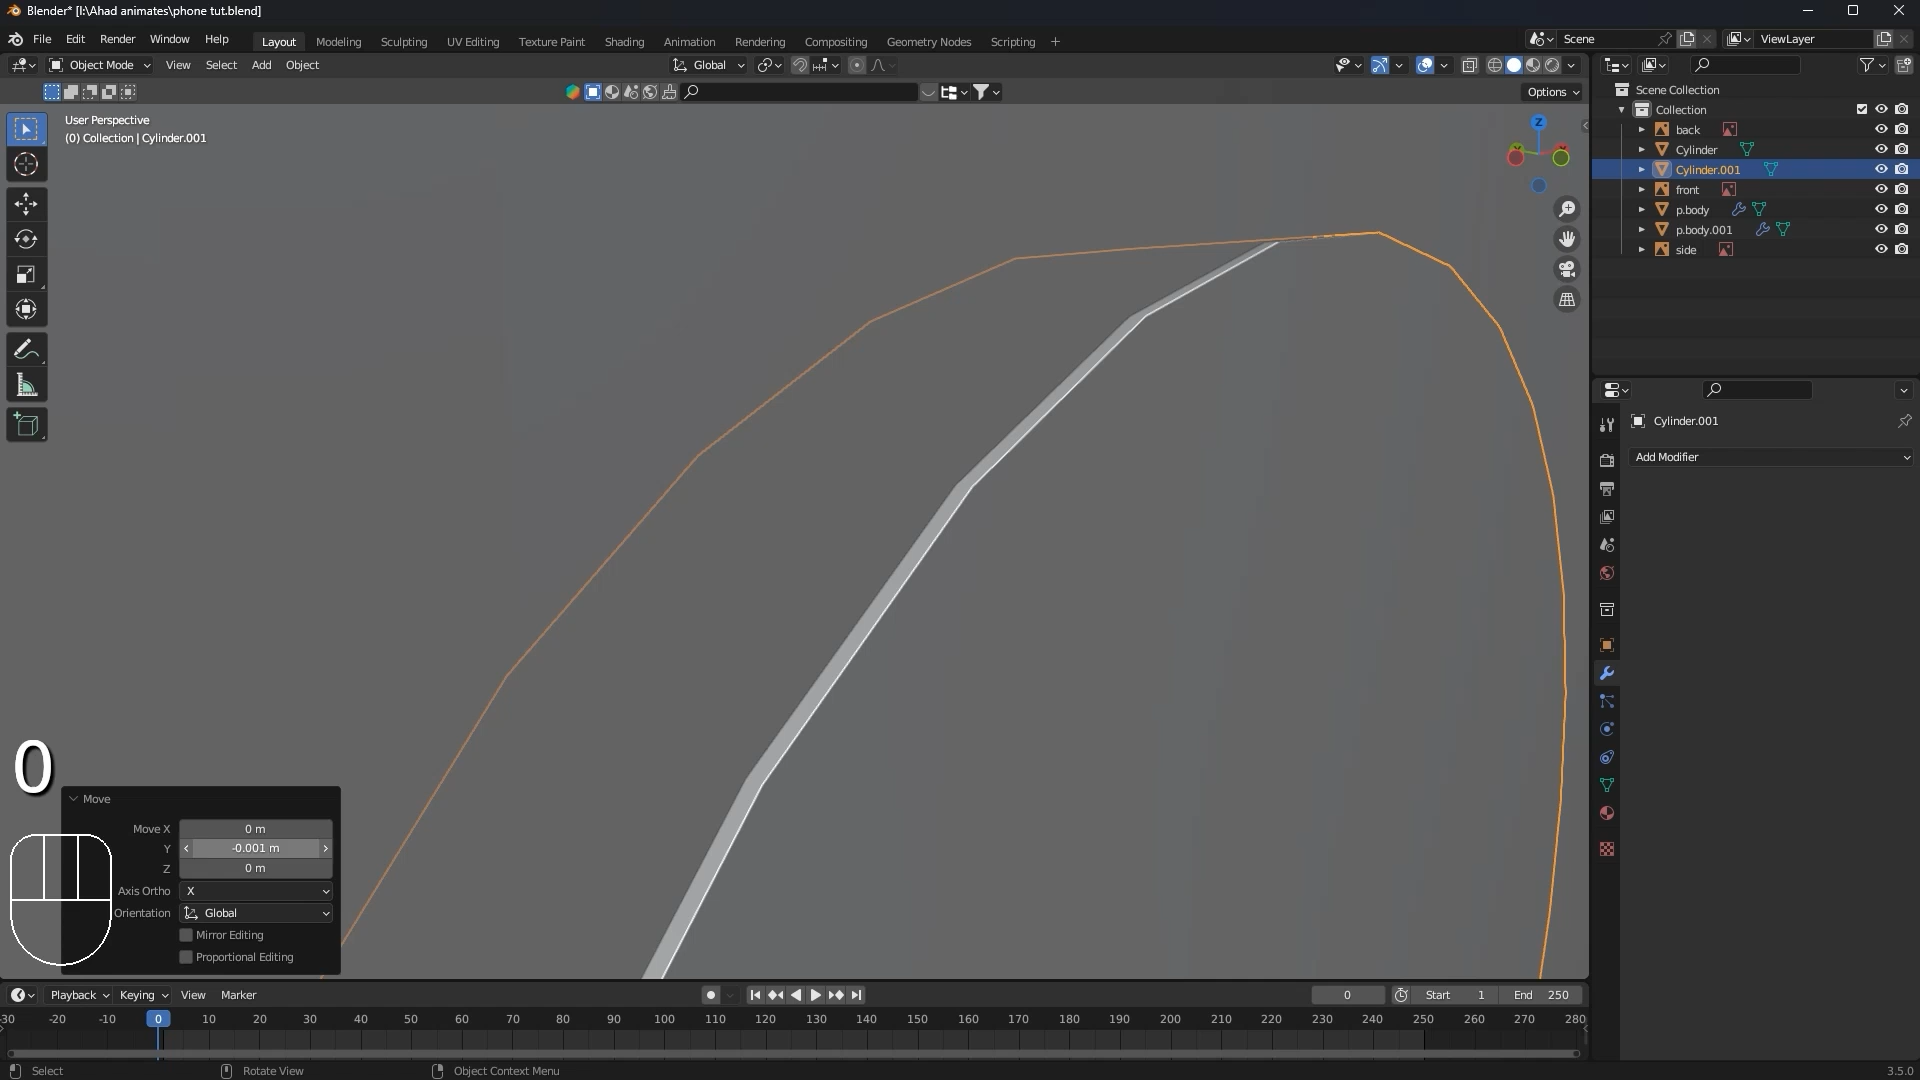 Blender* [I:\Ahad animates\phone tut.blend]
File Edit Render Window Help
Layout Modeling Sculpting UV Editing Texture Paint Shading Animation Rendering Compositing Geometry Nodes Scripting +
Scene
ViewLayer
Object Mode View Select Add Object
Global
Options
User Perspective
(0) Collection | Cylinder.001
Z
Scene Collection
Collection
back
Cylinder
Cylinder.001
front
p.body
p.body.001
side
Cylinder.001
Add Modifier
0
Move
Move X 0 m
Y -0.001 m
Z 0 m
Axis Ortho X
Orientation Global
Mirror Editing
Proportional Editing
Playback Keying View Marker
0 Start 1 End 250
-30 -20 -10 0 10 20 30 40 50 60 70 80 90 100 110 120 130 140 150 160 170 180 190 200 210 220 230 240 250 260 270 280
Select Rotate View Object Context Menu 3.5.0